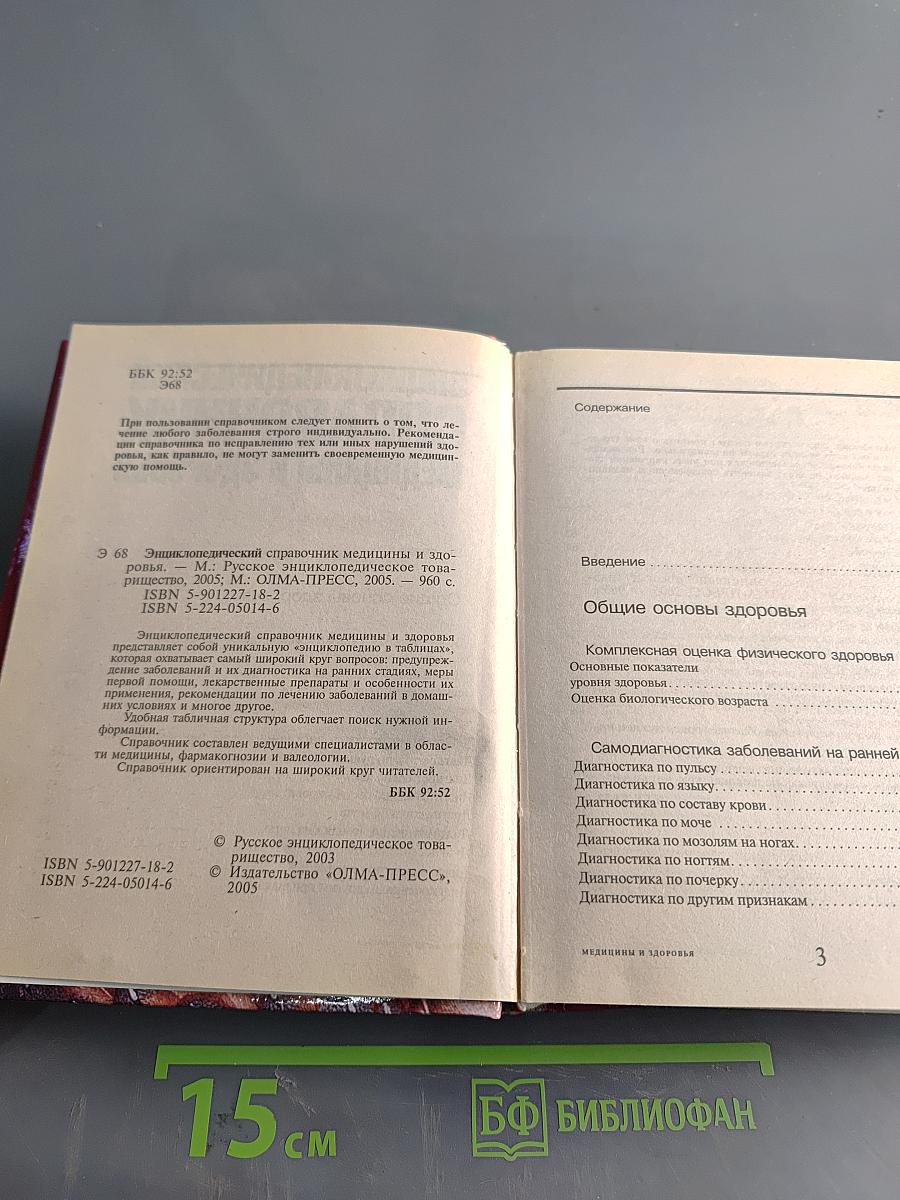 ББК 92:52
Э68
При пользовании справочником следует помнить о том, что ле-
чение любого заболевания строго индивидуально. Рекоменда-
ции справочника по исправлению тех или иных нарушений здо-
ровья, как правило, не могут заменить своевременную медицин-
скую помощь.
Э 68 Энциклопедический справочник медицины и здо-
ровья. — М.: Русское энциклопедическое това-
рищество, 2005; М.: ОЛМА-ПРЕСС, 2005. — 960 с.
ISBN 5-901227-18-2
ISBN 5-224-05014-6
Энциклопедический справочник медицины и здоровья
представляет собой уникальную «энциклопедию в таблицах»,
которая охватывает самый широкий круг вопросов: предупреж-
дение заболеваний и их диагностика на ранних стадиях, меры
первой помощи, лекарственные препараты и особенности их
применения, рекомендации по лечению заболеваний в домаш-
них условиях и многое другое.
Удобная табличная структура облегчает поиск нужной ин-
формации.
Справочник составлен ведущими специалистами в облас-
ти медицины, фармакогнозии и валеологии.
Справочник ориентирован на широкий круг читателей.
ББК 92:52
© Русское энциклопедическое това-
рищество, 2003
© Издательство «ОЛМА-ПРЕСС»,
2005
ISBN 5-901227-18-2
ISBN 5-224-05014-6
Содержание
Введение
Общие основы здоровья
Комплексная оценка физического здоровья
Основные показатели
уровня здоровья
Оценка биологического возраста
Самодиагностика заболеваний на ранней
Диагностика по пульсу
Диагностика по языку
Диагностика по составу крови
Диагностика по моче
Диагностика по мозолям на ногах
Диагностика по ногтям
Диагностика по почерку
Диагностика по другим признакам
МЕДИЦИНЫ И ЗДОРОВЬЯ 3
15 см
БФ БИБЛИОФАН